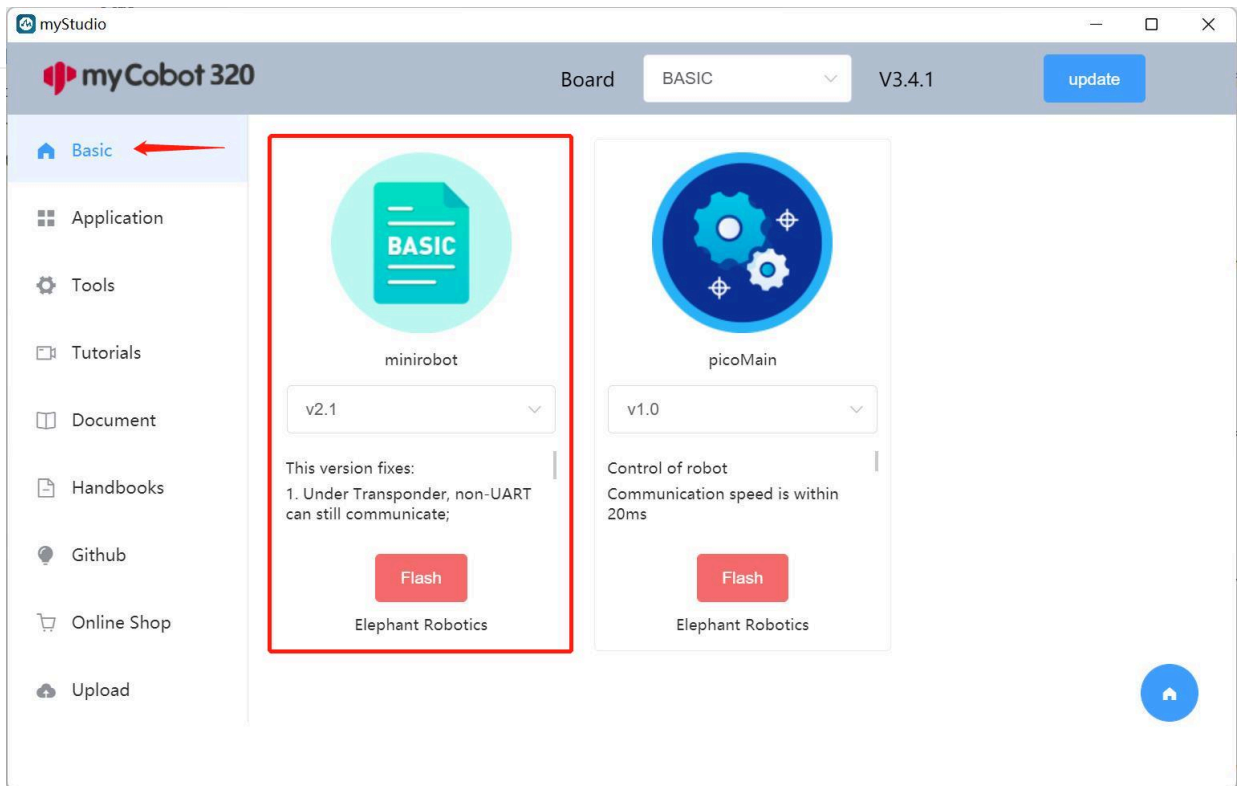 myStudio
myCobot 320
Board
BASIC
V3.4.1
update
Basic
Application
Tools
Tutorials
Document
Handbooks
Github
Online Shop
Upload
BASIC
minirobot
v2.1
This version fixes:
1. Under Transponder, non-UART
can still communicate;
Flash
Elephant Robotics
picoMain
v1.0
Control of robot
Communication speed is within
20ms
Flash
Elephant Robotics